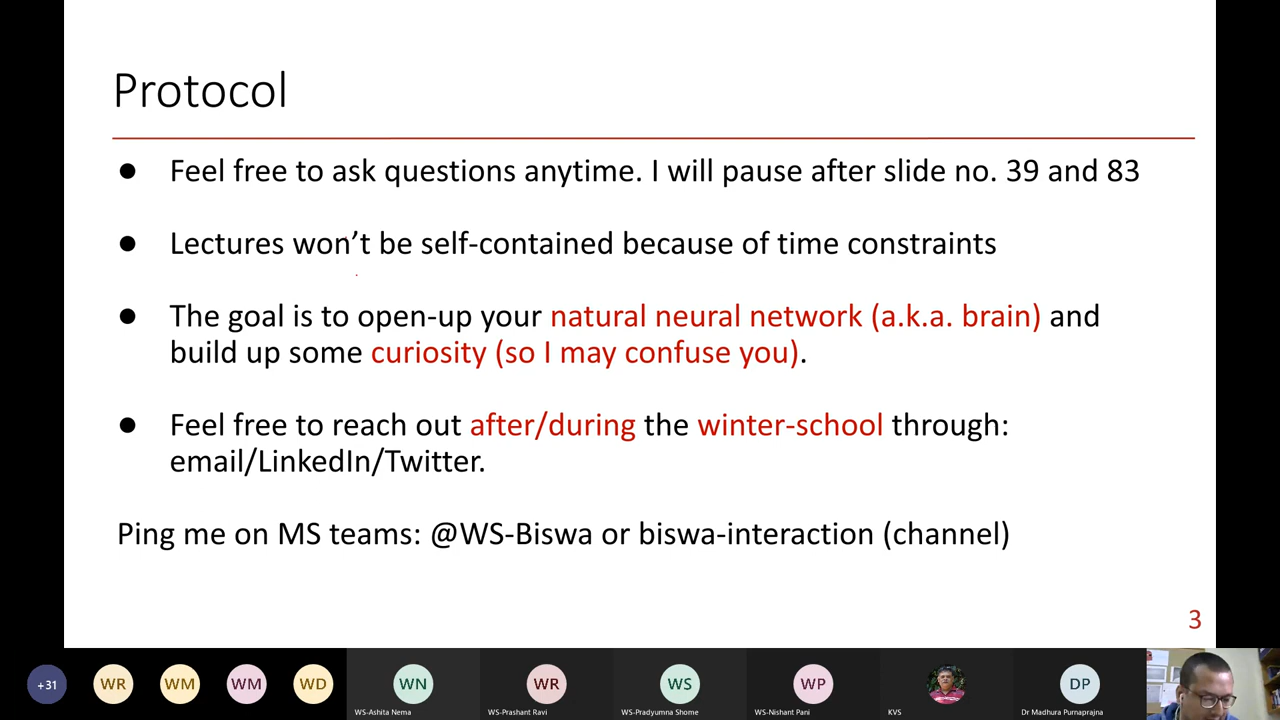 Protocol
● Feel free to ask questions anytime. I will pause after slide no. 39 and 83
● Lectures won’t be self-contained because of time constraints
● The goal is to open-up your natural neural network (a.k.a. brain) and
build up some curiosity (so I may confuse you).
● Feel free to reach out after/during the winter-school through:
email/LinkedIn/Twitter.
Ping me on MS teams: @WS-Biswa or biswa-interaction (channel)
3
+31 WR WM WM WD WN WR WS WP DP
WS-Ashita Nema WS-Prashant Ravi WS-Pradyumna Shome WS-Nishant Pani KVS Dr Madhura Purnaprajna